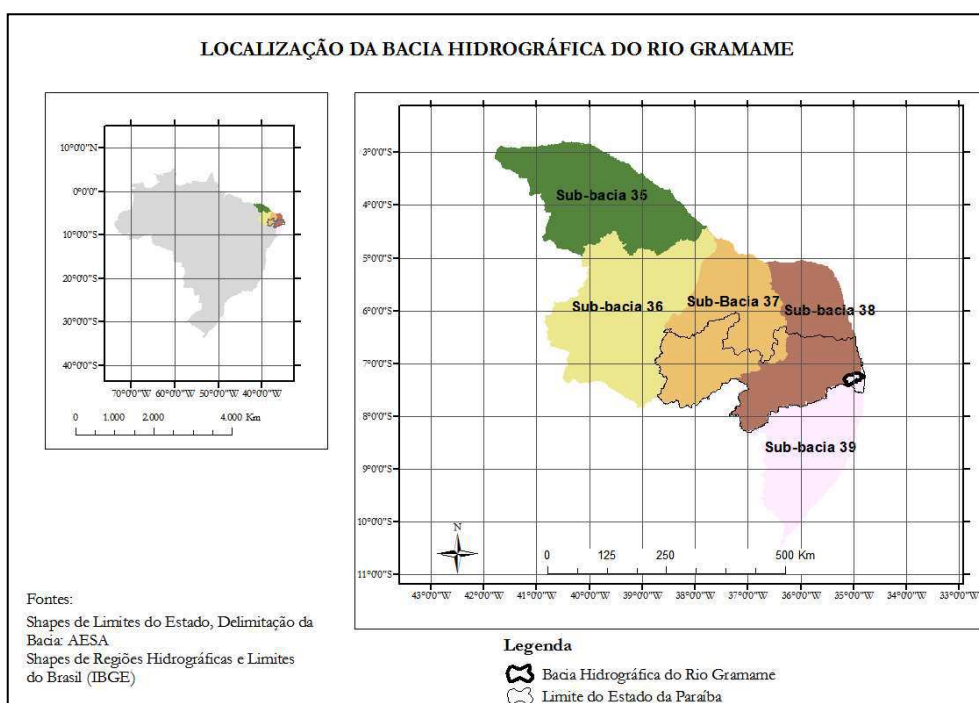 LOCALIZAÇÃO DA BACIA HIDROGRÁFICA DO RIO GRAMAME
10°0'0"N
0°0'0
10°0'0"S
20°0'0"S
30°0'0"S
40°0'0"S
70°0'0"W 60°0'0"W 50°0'0"W 40°0'0"W
0 1.000 2.000 4.000 Km
3°0'0"S
4°0'0"S
5°0'0"S
6°0'0"S
7°0'0"S
8°0'0"S
9°0'0"S
10°0'0"S
11°0'0"S
Sub-bacia 35
Sub-bacia 36
Sub-Bacia 37
Sub-bacia 38
Sub-bacia 39
N
0 125 250 500 Km
43°0'0"W 42°0'0"W 41°0'0"W 40°0'0"W 39°0'0"W 38°0'0"W 37°0'0"W 36°0'0"W 35°0'0"W 34°0'0"W 33°0'0"W
Fontes:
Shapes de Limites do Estado, Delimitação da
Bacia: AESA
Shapes de Regiões Hidrográficas e Limites
do Brasil (IBGE)
Legenda
Bacia Hidrográfica do Rio Gramame
Limite do Estado da Paraíba